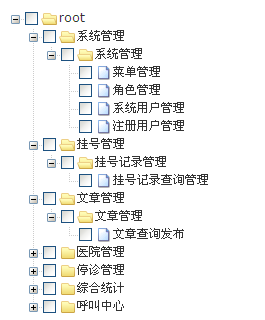 root
系统管理
系统管理
菜单管理
角色管理
系统用户管理
注册用户管理
挂号管理
挂号记录管理
挂号记录查询管理
文章管理
文章管理
文章查询发布
医院管理
停诊管理
综合统计
呼叫中心